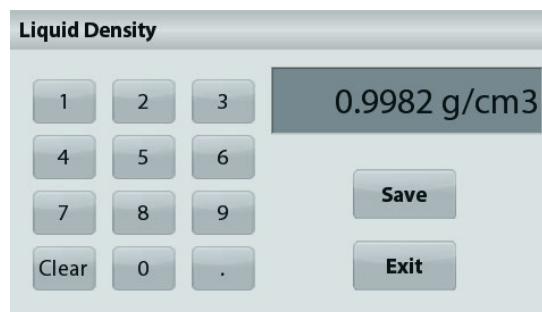 Liquid Density
0.9982 g/cm3
1 2 3
4 5 6
7 8 9
Clear 0 .
Save
Exit